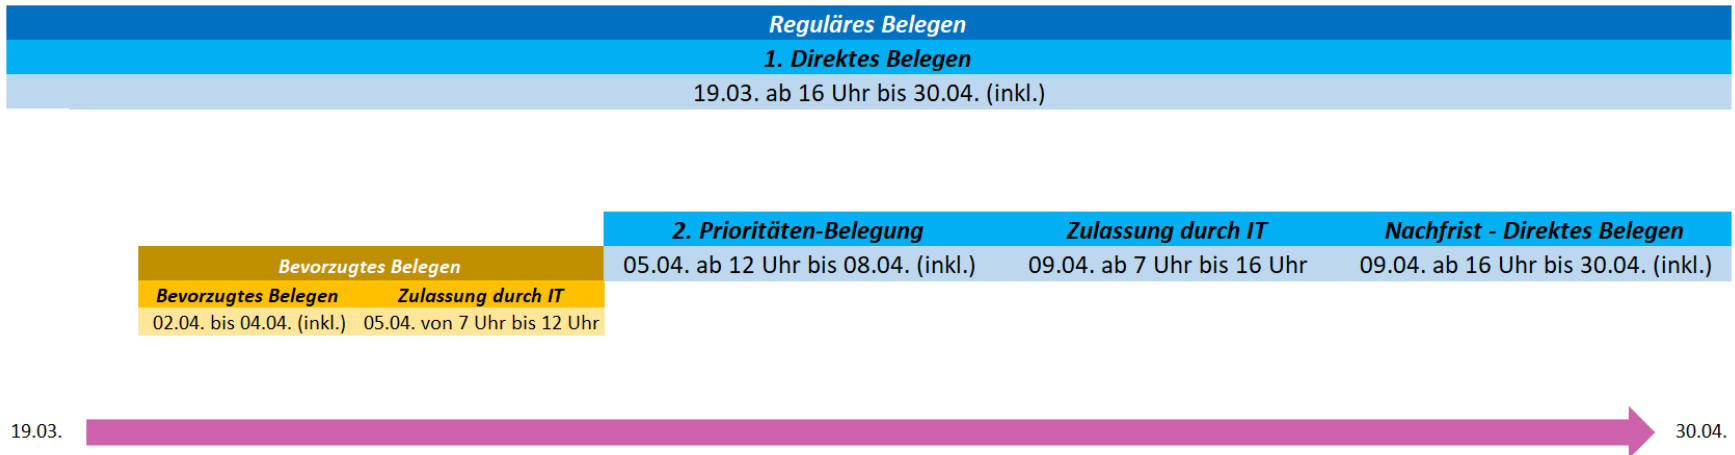 Reguläres Belegen
1. Direktes Belegen
19.03. ab 16 Uhr bis 30.04. (inkl.)
2. Prioritäten-Belegung Zulassung durch IT Nachfrist - Direktes Belegen
05.04. ab 12 Uhr bis 08.04. (inkl.) 09.04. ab 7 Uhr bis 16 Uhr 09.04. ab 16 Uhr bis 30.04. (inkl.)
Bevorzugtes Belegen
Bevorzugtes Belegen Zulassung durch IT
02.04. bis 04.04. (inkl.) 05.04. von 7 Uhr bis 12 Uhr
19.03. 30.04.